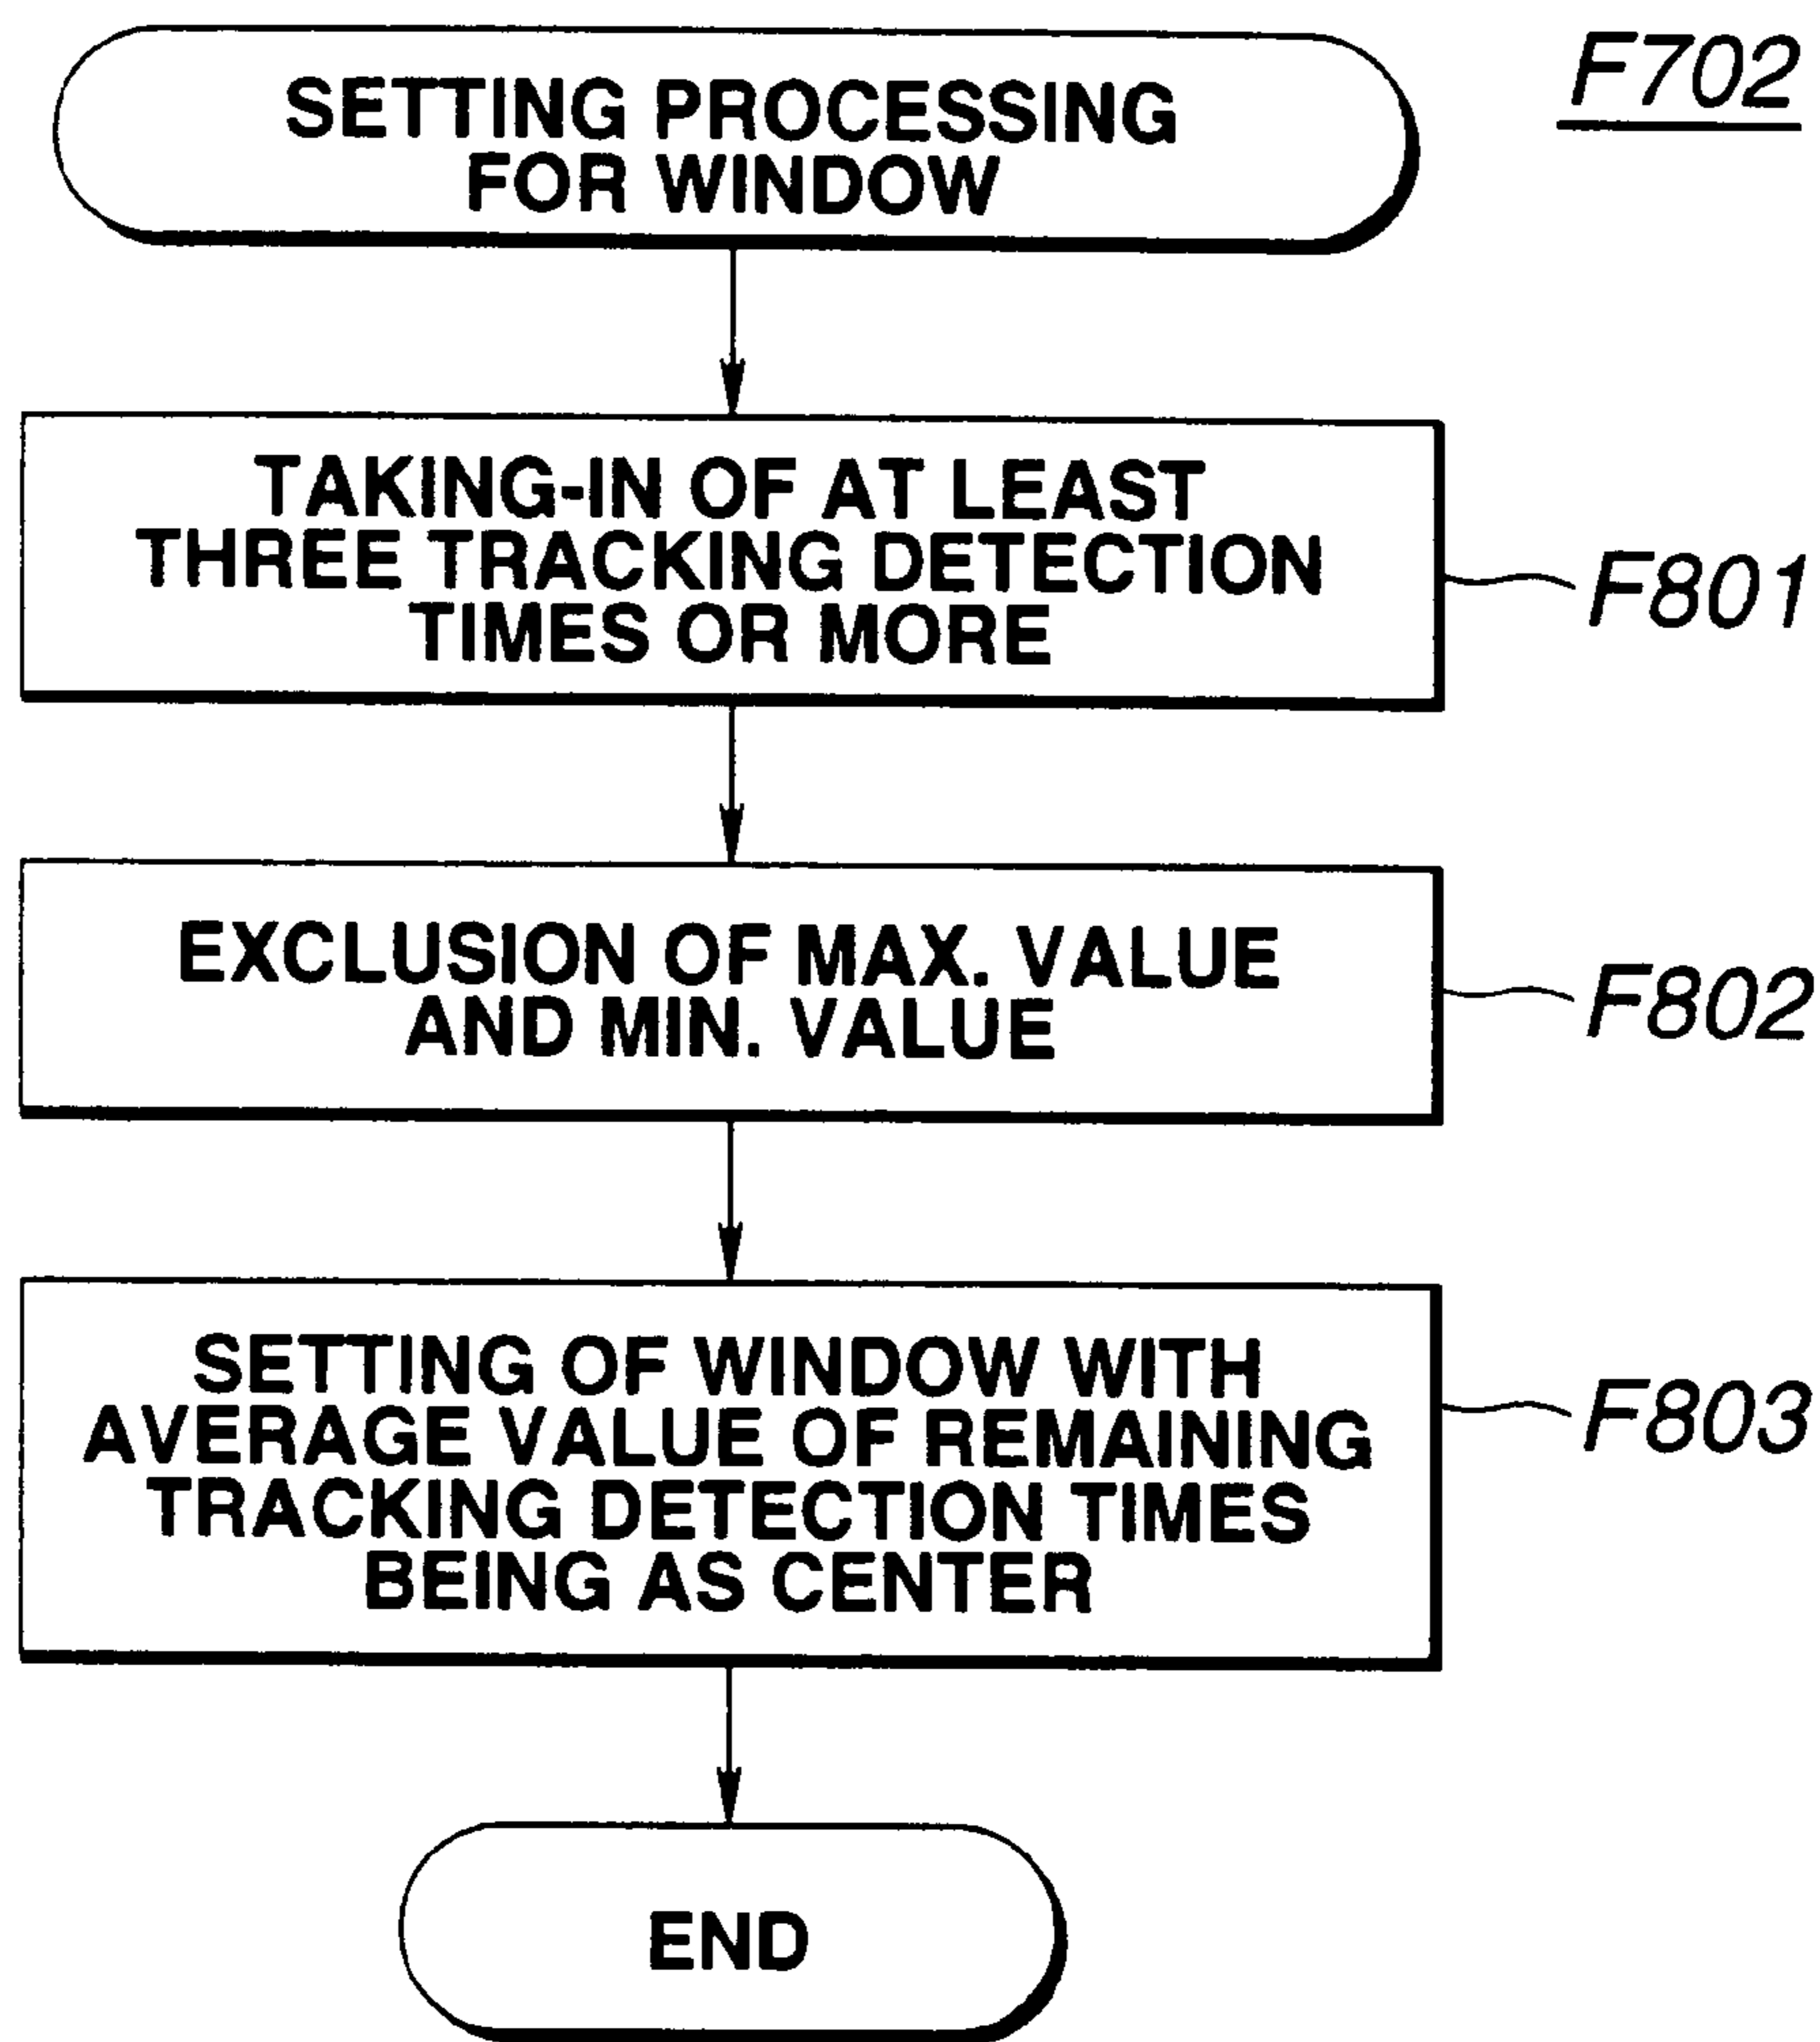 SETTING PROCESSING
FOR WINDOW
F702
TAKING-IN OF AT LEAST
THREE TRACKING DETECTION
TIMES OR MORE
F801
EXCLUSION OF MAX. VALUE
AND MIN. VALUE
F802
SETTING OF WINDOW WITH
AVERAGE VALUE OF REMAINING
TRACKING DETECTION TIMES
BEING AS CENTER
F803
END